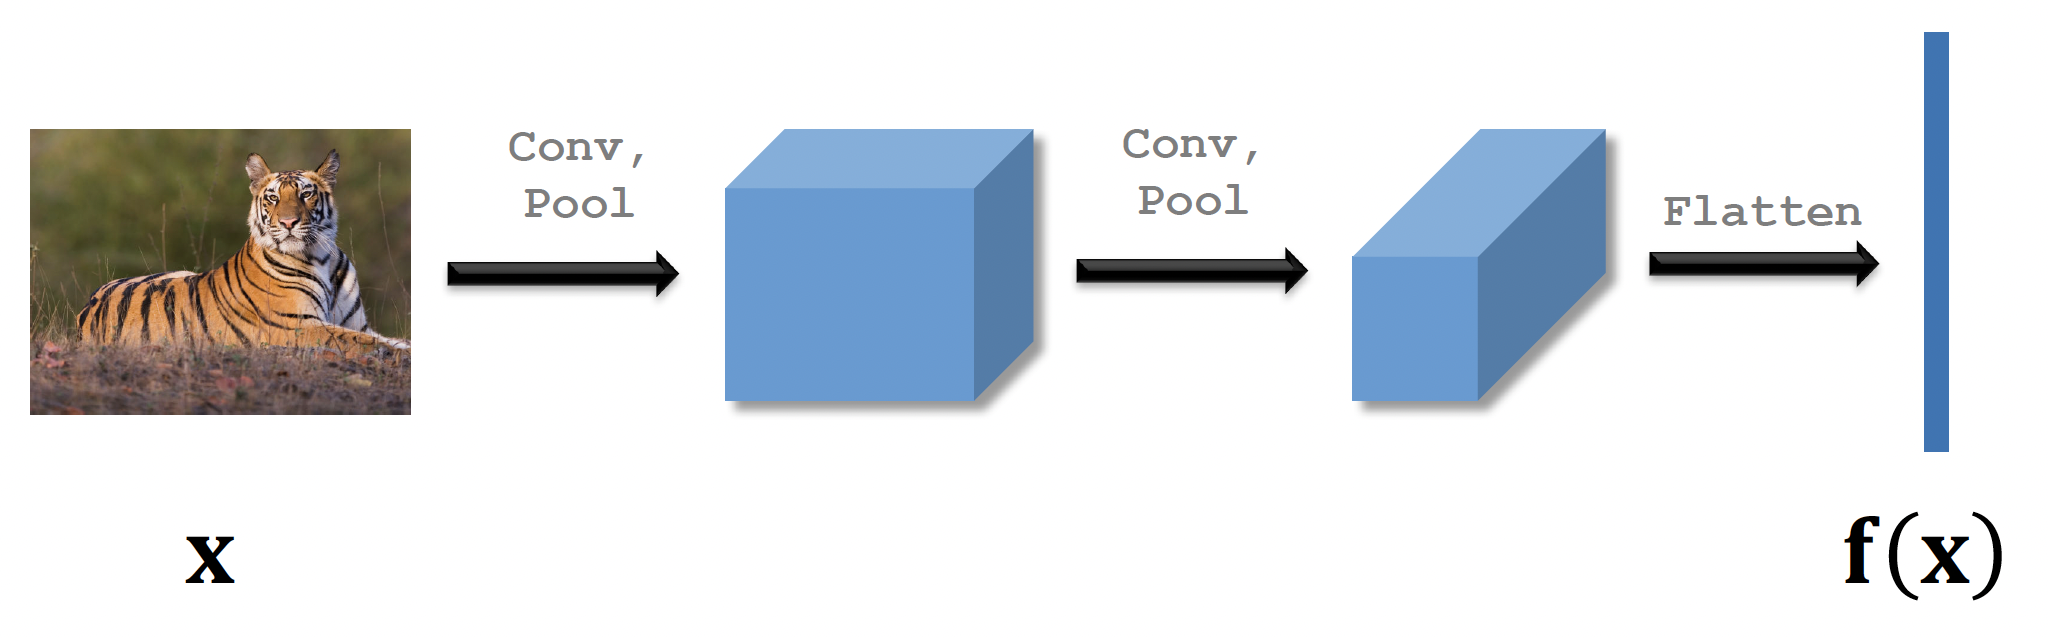 Conv,
Pool
Conv,
Pool
Flatten
x
f(x)